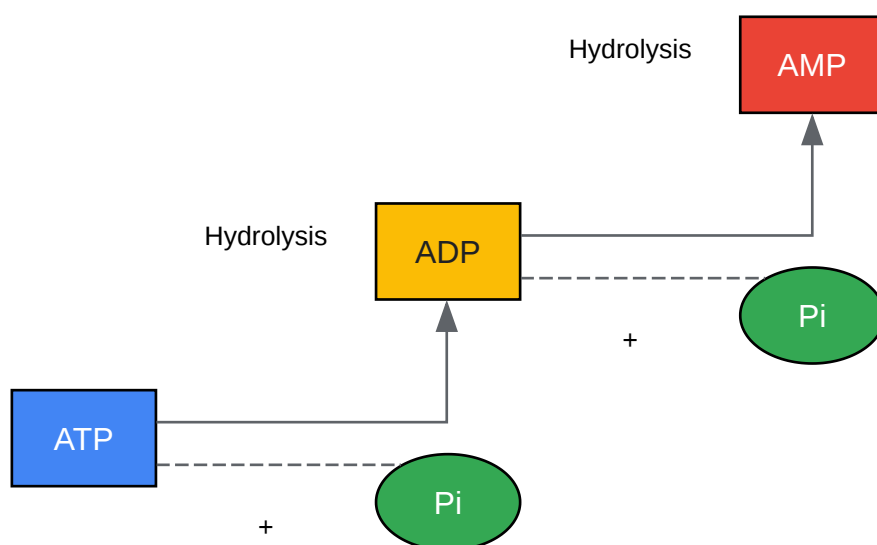 Hydrolysis
AMP
Hydrolysis
ADP
Pi
+
ATP
Pi
+